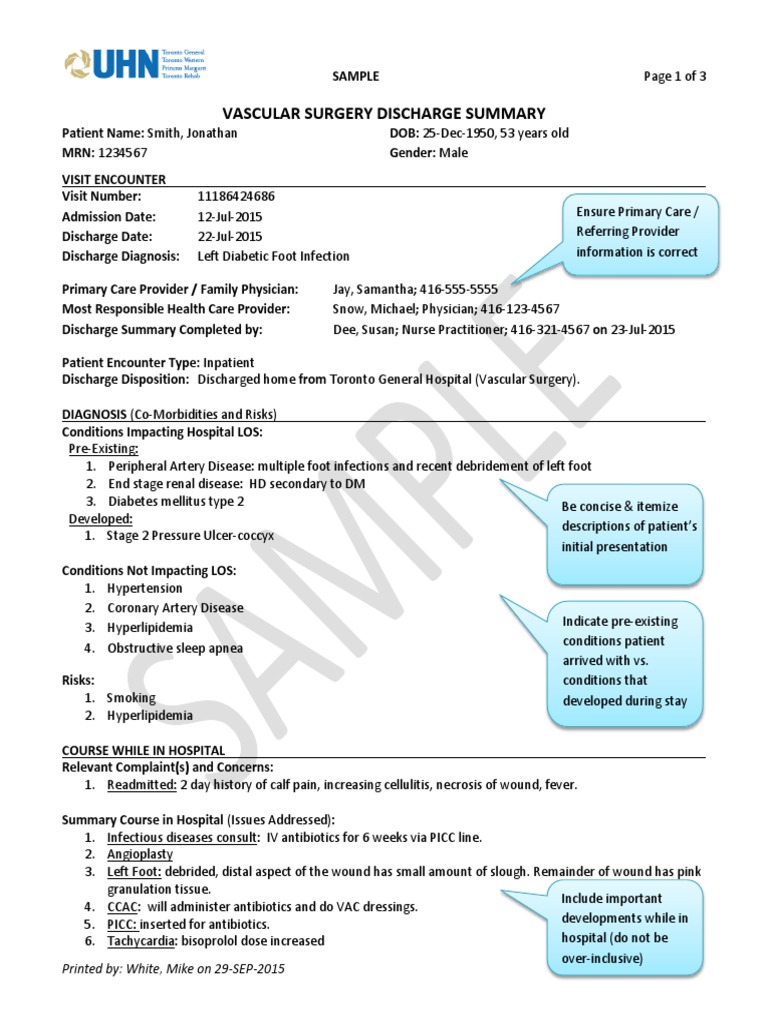 UHN
Toronto General
Toronto Western
Princess Margaret
Toronto Rehab
SAMPLE
Page 1 of 3
VASCULAR SURGERY DISCHARGE SUMMARY
Patient Name: Smith, Jonathan DOB: 25-Dec-1950, 53 years old
MRN: 1234567 Gender: Male
VISIT ENCOUNTER
Visit Number: 11186424686
Admission Date: 12-Jul-2015
Discharge Date: 22-Jul-2015
Discharge Diagnosis: Left Diabetic Foot Infection
Ensure Primary Care /
Referring Provider
information is correct
Primary Care Provider / Family Physician: Jay, Samantha; 416-555-5555
Most Responsible Health Care Provider: Snow, Michael; Physician; 416-123-4567
Discharge Summary Completed by: Dee, Susan; Nurse Practitioner; 416-321-4567 on 23-Jul-2015
Patient Encounter Type: Inpatient
Discharge Disposition: Discharged home from Toronto General Hospital (Vascular Surgery).
DIAGNOSIS (Co-Morbidities and Risks)
Conditions Impacting Hospital LOS:
Pre-Existing:
1. Peripheral Artery Disease: multiple foot infections and recent debridement of left foot
2. End stage renal disease: HD secondary to DM
3. Diabetes mellitus type 2
Developed:
1. Stage 2 Pressure Ulcer-coccyx
Be concise & itemize
descriptions of patient's
initial presentation
Conditions Not Impacting LOS:
1. Hypertension
2. Coronary Artery Disease
3. Hyperlipidemia
4. Obstructive sleep apnea
Indicate pre-existing
conditions patient
arrived with vs.
conditions that
developed during stay
Risks:
1. Smoking
2. Hyperlipidemia
COURSE WHILE IN HOSPITAL
Relevant Complaint(s) and Concerns:
1. Readmitted: 2 day history of calf pain, increasing cellulitis, necrosis of wound, fever.
Summary Course in Hospital (Issues Addressed):
1. Infectious diseases consult: IV antibiotics for 6 weeks via PICC line.
2. Angioplasty
3. Left Foot: debrided, distal aspect of the wound has small amount of slough. Remainder of wound has pink
granulation tissue.
4. CCAC: will administer antibiotics and do VAC dressings.
5. PICC: inserted for antibiotics.
6. Tachycardia: bisoprolol dose increased
Include important
developments while in
hospital (do not be
over-inclusive)
Printed by: White, Mike on 29-SEP-2015
SAMPLE